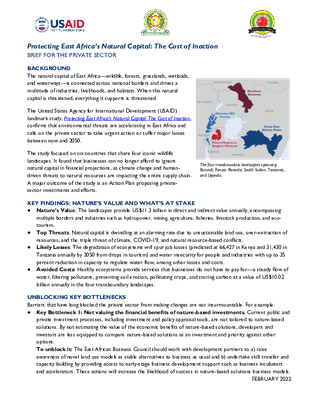 USAID
FROM THE AMERICAN PEOPLE
Protecting East Africa's Natural Capital: The Cost of Inaction
BRIEF FOR THE PRIVATE SECTOR
BACKGROUND
The natural capital of East Africa—wildlife, forests, grasslands, wetlands,
and waterways—is connected across national borders and drives a
multitude of industries, livelihoods, and habitats. When this natural
capital is threatened, everything it supports is threatened.
The United States Agency for International Development (USAID)
landmark study, Protecting East Africa's Natural Capital: The Cost of Inaction,
confirms that environmental threats are accelerating in East Africa and
calls on the private sector to take urgent action or suffer major losses
between now and 2050.
The study focused on six countries that share four iconic wildlife
landscapes. It found that businesses can no longer afford to ignore
natural capital in financial projections, as climate change and human-
driven threats to natural resources are impacting the entire supply chain.
A major outcome of the study is an Action Plan proposing private-
sector investments and efforts.
The four transboundary landscapes spanning
Burundi, Kenya, Rwanda, South Sudan, Tanzania,
and Uganda.
KEY FINDINGS: NATURE'S VALUE AND WHAT'S AT STAKE
● Nature's Value: The landscapes provide US$11.3 billion in direct and indirect value annually, encompassing
multiple borders and industries such as hydropower, mining, agriculture, fisheries, livestock production, and eco-
tourism.
● Top Threats: Natural capital is dwindling at an alarming rate due to unsustainable land use, over-extraction
of resources, and the triple threat of climate, COVID-19, and natural resource-based conflicts.
● Likely Losses: The degradation of ecosystems will spur job losses (predicted as 66,427 in Kenya and 31,430 in
Tanzania annually by 2050 from drops in tourism) and water insecurity for people and industries with up to 35
percent reduction in capacity to regulate water flow, among other losses and costs.
● Avoided Costs: Healthy ecosystems provide services that businesses do not have to pay for—a steady flow of
water, filtering pollutants, preventing soil erosion, pollinating crops, and storing carbon at a value of US$10.02
billion annually in the four transboundary landscapes.
UNBLOCKING KEY BOTTLENECKS
Barriers that have long blocked the private sector from making changes are not insurmountable. For example:
● Key Bottleneck 1: Not valuing the financial benefits of nature-based investments. Current public and
private investment processes, including investment and policy appraisal tools, are not tailored to nature-based
solutions. By not estimating the value of the economic benefits of nature-based solutions, developers and
investors are less equipped to compare nature-based solutions as an investment and priority against other
options.
To unblock it: The East African Business Council should work with development partners to a) raise
awareness of novel land use models as viable alternatives to business as usual and b) undertake skill transfer and
capacity building by providing access to early-stage business development support such as business incubators
and accelerators. These actions will increase the likelihood of success in nature-based solutions business models.
FEBRUARY 2022